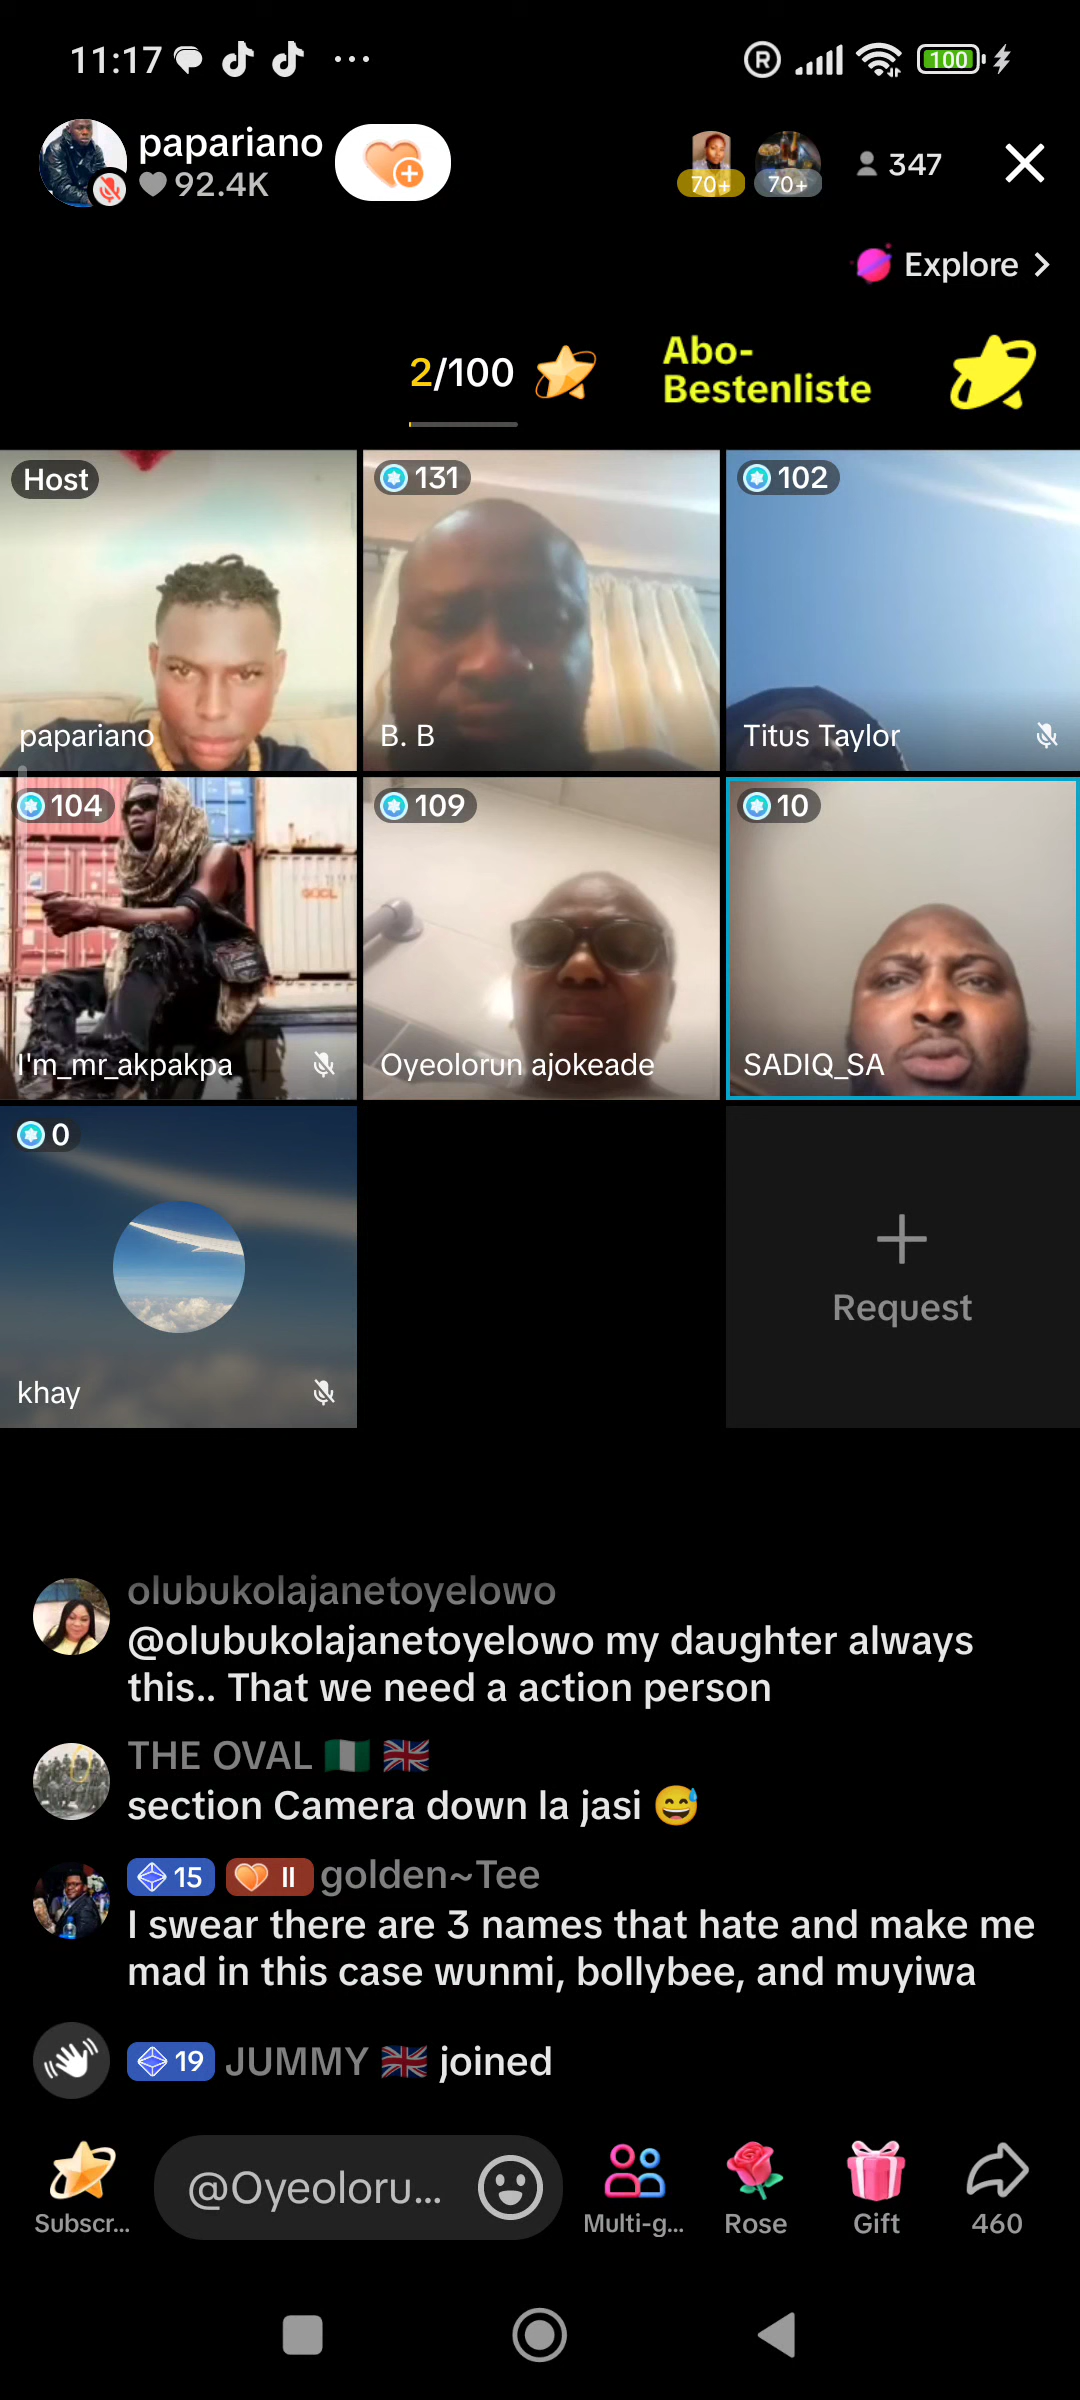 11:17
100
papariano
92.4K
70+
70+
347
Explore
2/100
Abo-
Bestenliste
Host
131
102
papariano
B. B
Titus Taylor
104
109
10
I'm_mr_akpakpa
Oyeolorun ajokeade
SADIQ_SA
0
khay
Request
olubukolajanetoyelowo
@olubukolajanetoyelowo my daughter always
this.. That we need a action person
THE OVAL 🇳🇬 🇬🇧
section Camera down la jasi 😅
15 II golden~Tee
I swear there are 3 names that hate and make me
mad in this case wunmi, bollybee, and muyiwa
19 JUMMY 🇬🇧 joined
@Oyeoloru...
Subscr...
Multi-g...
Rose
Gift
460